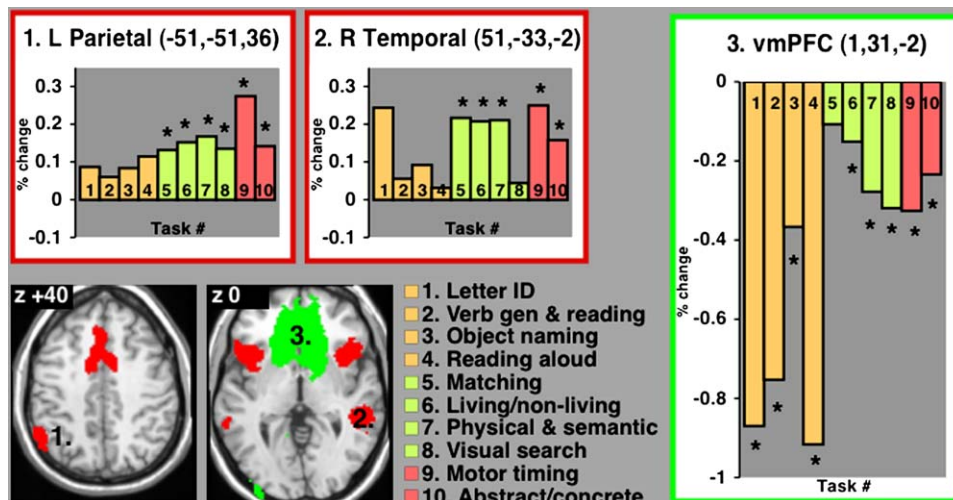 1. L Parietal (-51,-51,36)
0.3
0.2
0.1
0
-0.1
% change
1 2 3 4 5 6 7 8 9 10
* * * * * *
Task #
2. R Temporal (51,-33,-2)
0.3
0.2
0.1
0
-0.1
% change
1 2 3 4 5 6 7 8 9 10
* * * * *
Task #
3. vmPFC (1,31,-2)
0
-0.2
-0.4
-0.6
-0.8
-1
% change
1 2 3 4 5 6 7 8 9 10
* * * * * * * * *
Task #
z +40
1.
z 0
3.
2.
1. Letter ID
2. Verb gen & reading
3. Object naming
4. Reading aloud
5. Matching
6. Living/non-living
7. Physical & semantic
8. Visual search
9. Motor timing
10. Abstract/concrete